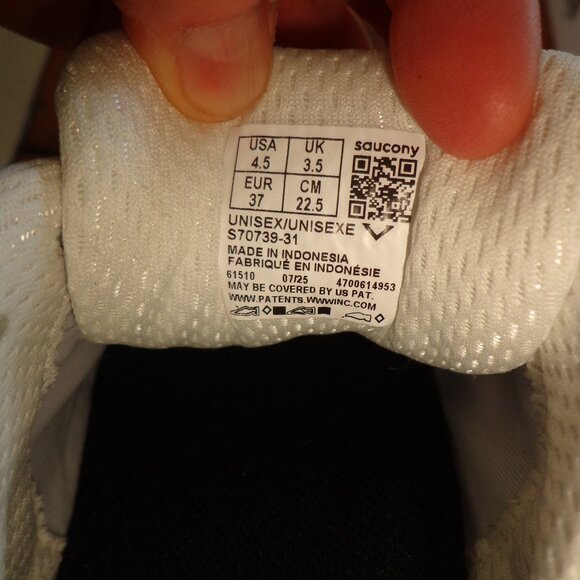 saucony
USA UK
4.5 3.5
EUR CM
37 22.5
UNISEX/UNISEXE
S70739-31
MADE IN INDONESIA
FABRIQUÉ EN INDONÉSIE
61510 07/25 4700614953
MAY BE COVERED BY US PAT.
WWW.PATENTS.WWWINC.COM